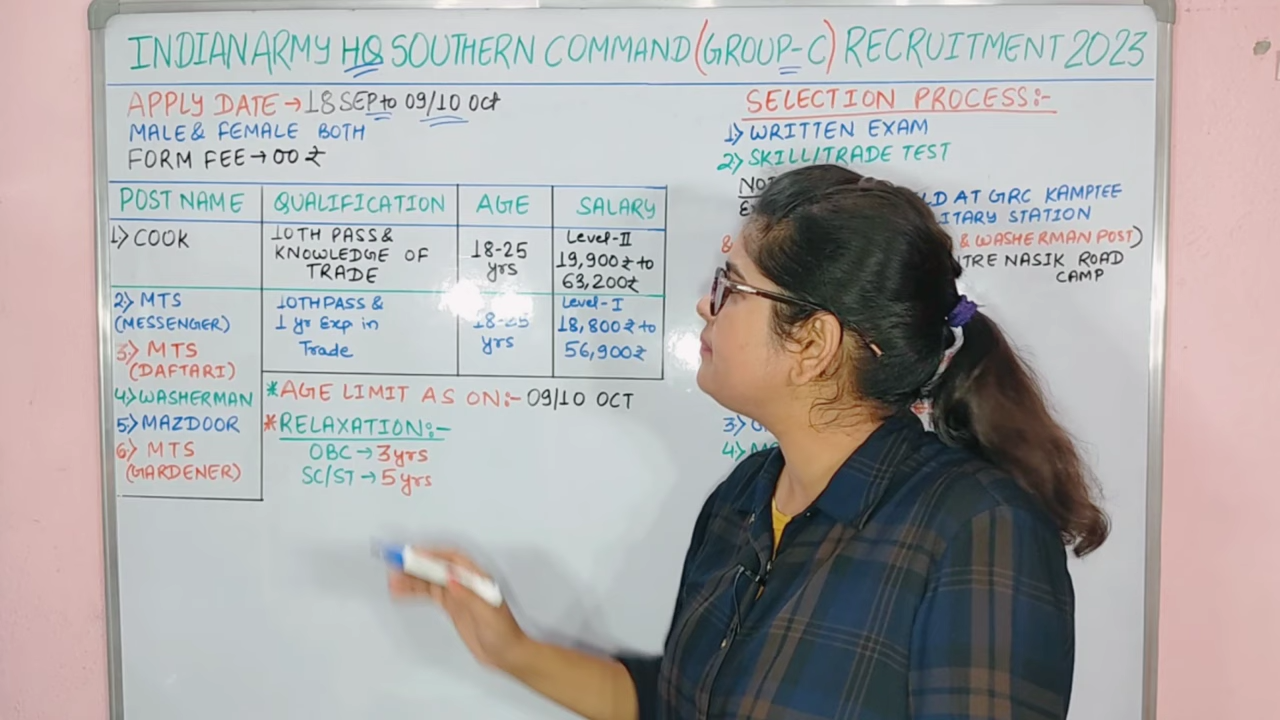 INDIAN ARMY HQ SOUTHERN COMMAND (GROUP-C) RECRUITMENT 2023
APPLY DATE → 18 SEP to 09/10 Oct
MALE & FEMALE BOTH
FORM FEE → 00 ₹
POST NAME QUALIFICATION AGE SALARY
1) COOK
10TH PASS &
KNOWLEDGE OF
TRADE
18-25
yrs
Level-II
19,900₹ to
63,200₹
2) MTS
(MESSENGER)
10TH PASS &
1 yr Exp in
Trade
18-25
yrs
Level-I
18,800₹ to
56,900₹
3) MTS
(DAFTARI)
4) WASHERMAN
5) MAZDOOR
6) MTS
(GARDENER)
*AGE LIMIT AS ON:- 09/10 OCT
*RELAXATION:-
OBC → 3yrs
SC/ST → 5yrs
SELECTION PROCESS:-
1) WRITTEN EXAM
2) SKILL/TRADE TEST
AT GRC KAMPTEE
STATION
& WASHERMAN POST)
NASIK ROAD
CAMP
3)
4)